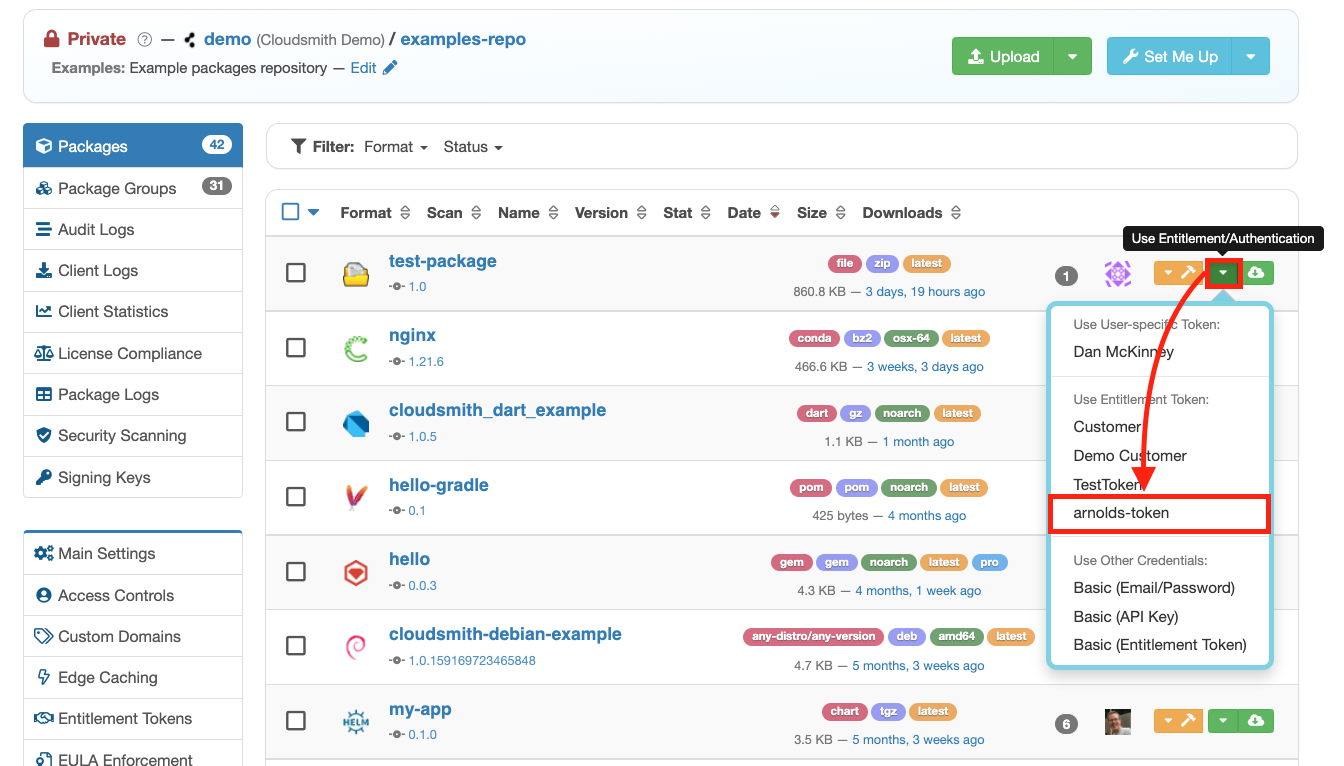 Private ? — demo (Cloudsmith Demo) / examples-repo
Examples: Example packages repository — Edit
Upload
Set Me Up
Packages 42
Package Groups 31
Audit Logs
Client Logs
Client Statistics
License Compliance
Package Logs
Security Scanning
Signing Keys
Main Settings
Access Controls
Custom Domains
Edge Caching
Entitlement Tokens
EULA Enforcement
Filter: Format Status
Format Scan Name Version Stat Date Size Downloads
Use Entitlement/Authentication
test-package
file zip latest
1.0
860.8 KB — 3 days, 19 hours ago
1
nginx
conda bz2 osx-64 latest
1.21.6
466.6 KB — 3 weeks, 3 days ago
cloudsmith_dart_example
dart gz noarch latest
1.0.5
1.1 KB — 1 month ago
hello-gradle
pom pom noarch latest
0.1
425 bytes — 4 months ago
hello
gem gem noarch latest pro
0.0.3
4.3 KB — 4 months, 1 week ago
cloudsmith-debian-example
any-distro/any-version deb amd64 latest
1.0.159169723465848
4.7 KB — 5 months, 3 weeks ago
HELM
my-app
chart tgz latest
0.1.0
3.5 KB — 5 months, 3 weeks ago
6
Use User-specific Token:
Dan McKinney
Use Entitlement Token:
Customer
Demo Customer
TestToken
arnolds-token
Use Other Credentials:
Basic (Email/Password)
Basic (API Key)
Basic (Entitlement Token)